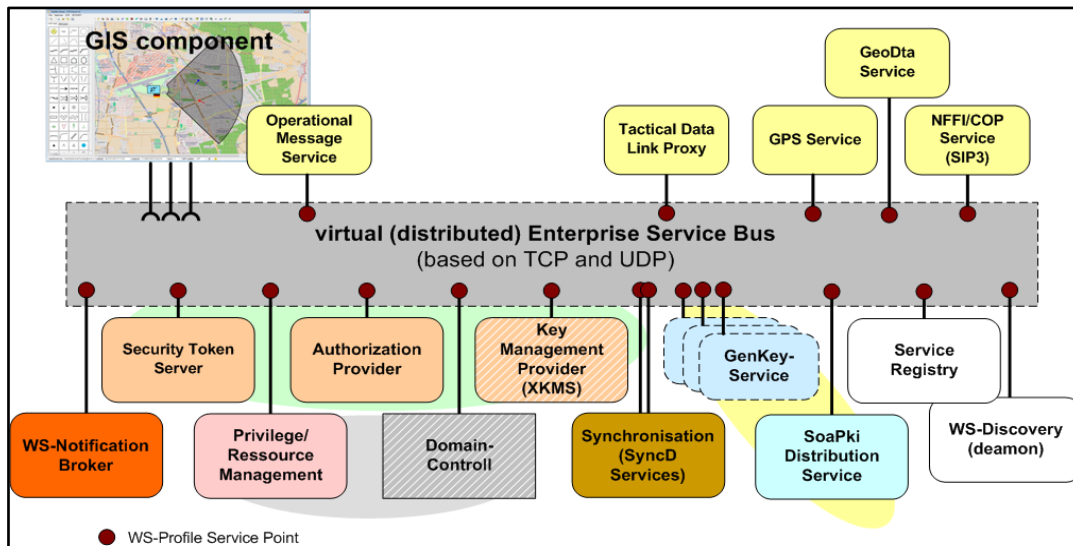 GIS component
GeoDta
Service
Operational
Message
Service
Tactical Data
Link Proxy
GPS Service
NFFI/COP
Service
(SIP3)
virtual (distributed) Enterprise Service Bus
(based on TCP and UDP)
Security Token
Server
Authorization
Provider
Key
Management
Provider
(XKMS)
GenKey-
Service
Service
Registry
WS-Notification
Broker
Privilege/
Ressource
Management
Domain-
Controll
Synchronisation
(SyncD
Services)
SoaPki
Distribution
Service
WS-Discovery
(deamon)
WS-Profile Service Point